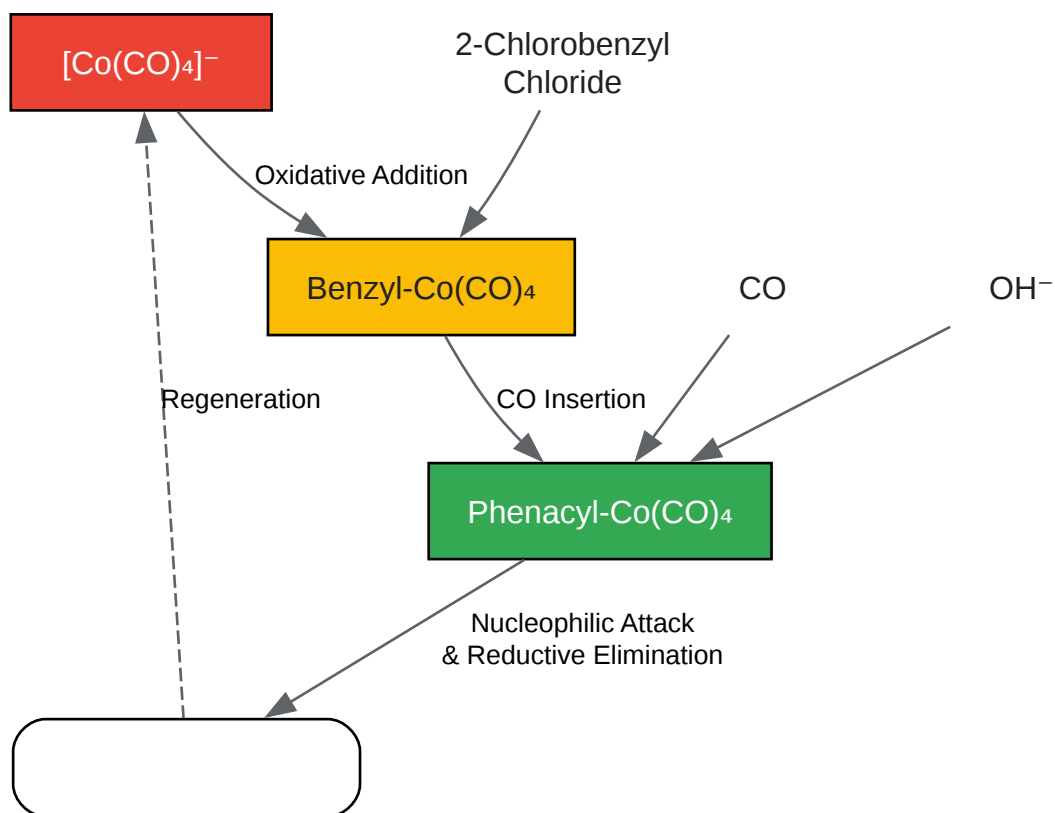 [Co(CO)₄]⁻
2-Chlorobenzyl
Chloride
Oxidative Addition
Benzyl-Co(CO)₄
CO
OH⁻
Regeneration
CO Insertion
Phenacyl-Co(CO)₄
Nucleophilic Attack
& Reductive Elimination